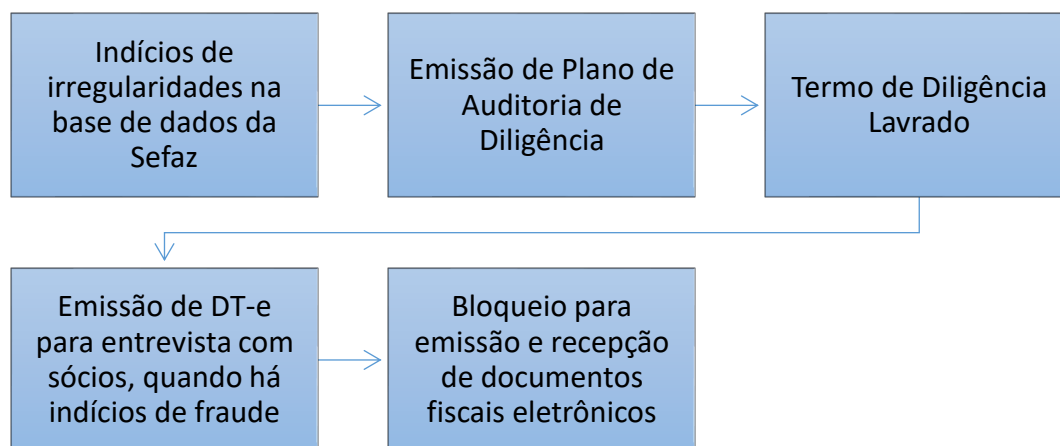 Indícios de
irregularidades na
base de dados da
Sefaz
Emissão de Plano de
Auditoria de
Diligência
Termo de Diligência
Lavrado
Emissão de DT-e
para entrevista com
sócios, quando há
indícios de fraude
Bloqueio para
emissão e recepção
de documentos
fiscais eletrônicos